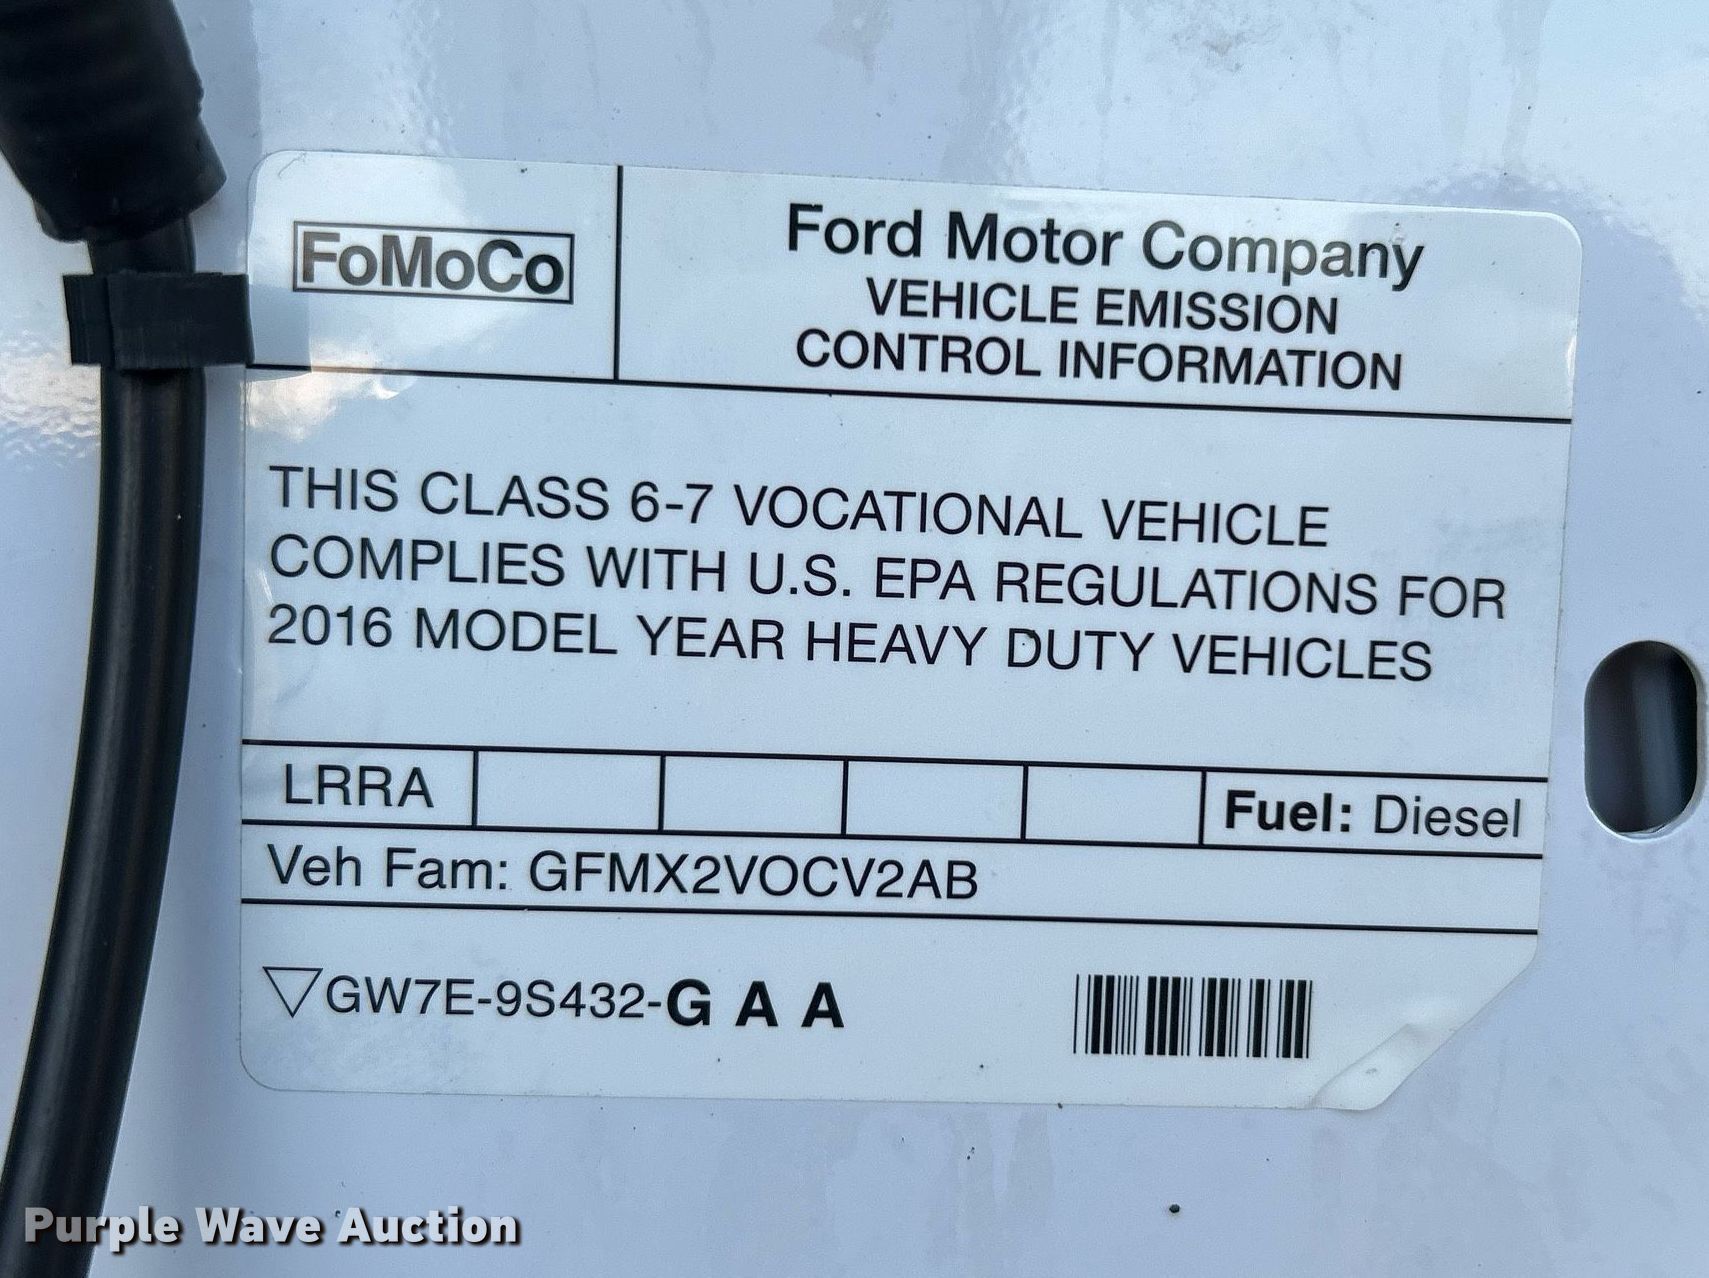 FoMoCo
Ford Motor Company
VEHICLE EMISSION
CONTROL INFORMATION
THIS CLASS 6-7 VOCATIONAL VEHICLE
COMPLIES WITH U.S. EPA REGULATIONS FOR
2016 MODEL YEAR HEAVY DUTY VEHICLES
LRRA
Fuel: Diesel
Veh Fam: GFMX2VOCV2AB
▽GW7E-9S432-G A A
Purple Wave Auction